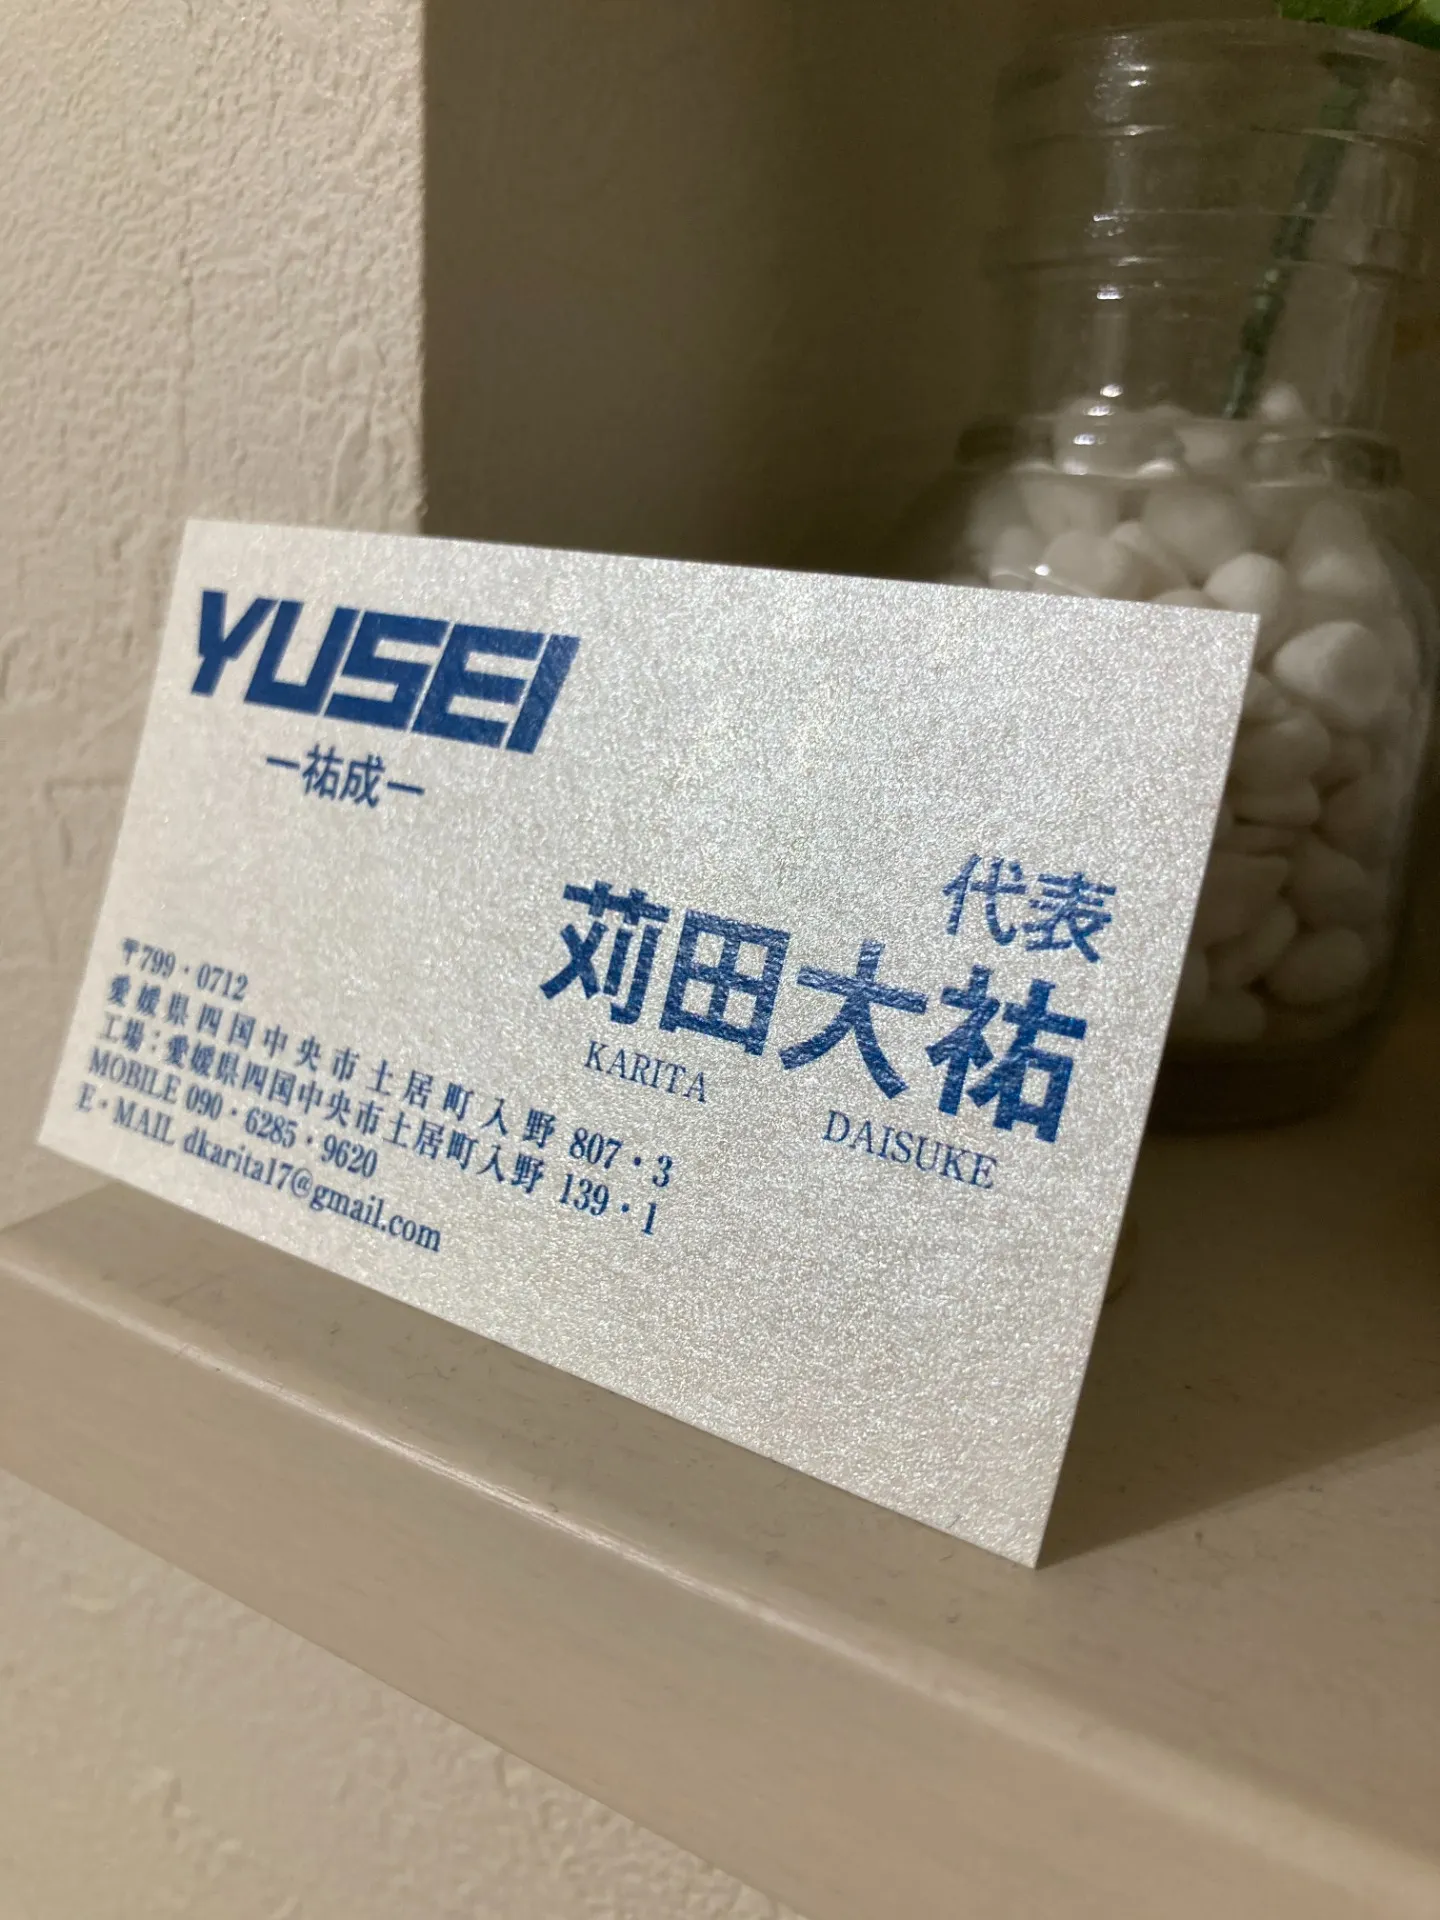 YUSEI
ー祐成ー
代表
苅田大祐
KARITA DAISUKE
〒799・0712
愛媛県四国中央市土居町入野 807・3
工場：愛媛県四国中央市土居町入野 139・1
MOBILE 090・6285・9620
E・MAIL dkarita17@gmail.com